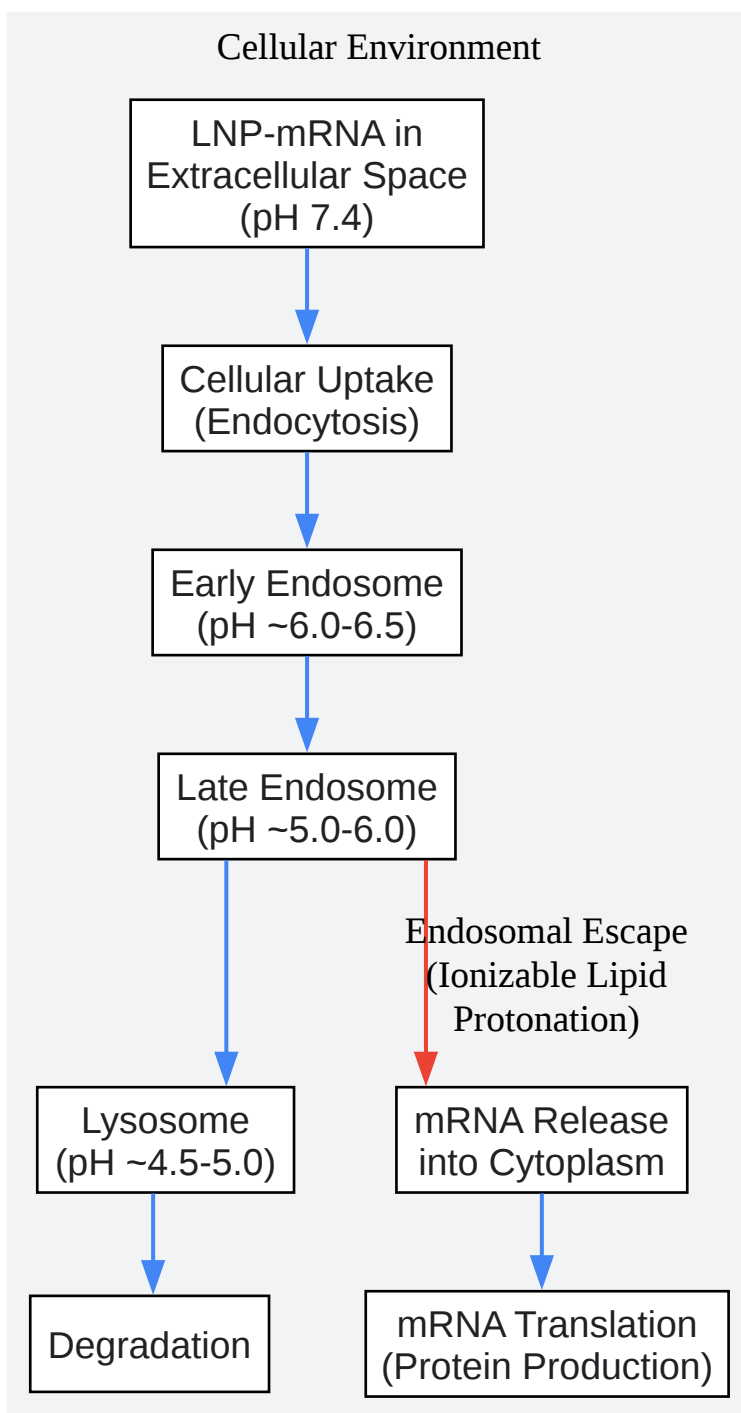 Cellular Environment
LNP-mRNA in
Extracellular Space
(pH 7.4)
Cellular Uptake
(Endocytosis)
Early Endosome
(pH ~6.0-6.5)
Late Endosome
(pH ~5.0-6.0)
Endosomal Escape
(Ionizable Lipid
Protonation)
Lysosome
(pH ~4.5-5.0)
mRNA Release
into Cytoplasm
Degradation
mRNA Translation
(Protein Production)